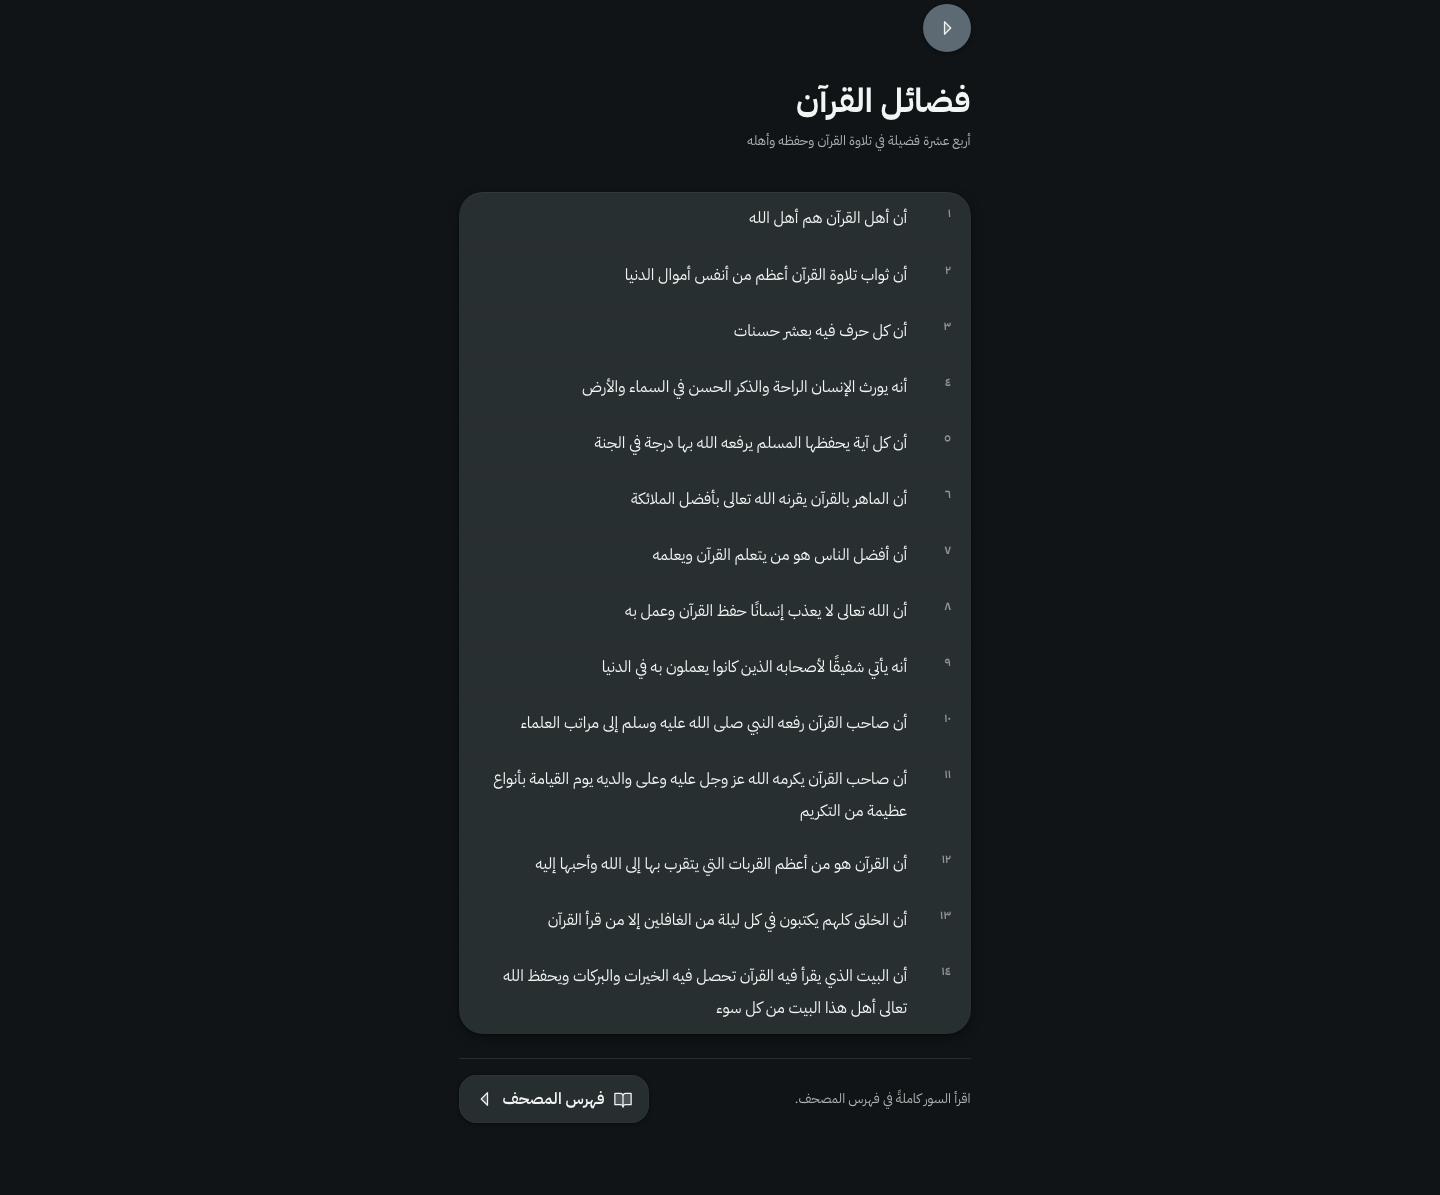 فضائل القرآن
أربع عشرة فضيلة في تلاوة القرآن وحفظه وأهله
١ أن أهل القرآن هم أهل الله
٢ أن ثواب تلاوة القرآن أعظم من أنفس أموال الدنيا
٣ أن كل حرف فيه بعشر حسنات
٤ أنه يورث الإنسان الراحة والذكر الحسن في السماء والأرض
٥ أن كل آية يحفظها المسلم يرفعه الله بها درجة في الجنة
٦ أن الماهر بالقرآن يقرنه الله تعالى بأفضل الملائكة
٧ أن أفضل الناس هو من يتعلم القرآن ويعلمه
٨ أن الله تعالى لا يعذب إنسانًا حفظ القرآن وعمل به
٩ أنه يأتي شفيقًا لأصحابه الذين كانوا يعملون به في الدنيا
١٠ أن صاحب القرآن رفعه النبي صلى الله عليه وسلم إلى مراتب العلماء
١١ أن صاحب القرآن يكرمه الله عز وجل عليه وعلى والديه يوم القيامة بأنواع
عظيمة من التكريم
١٢ أن القرآن هو من أعظم القربات التي يتقرب بها إلى الله وأحبها إليه
١٣ أن الخلق كلهم يكتبون في كل ليلة من الغافلين إلا من قرأ القرآن
١٤ أن البيت الذي يقرأ فيه القرآن تحصل فيه الخيرات والبركات ويحفظ الله
تعالى أهل هذا البيت من كل سوء
اقرأ السور كاملةً في فهرس المصحف.
فهرس المصحف